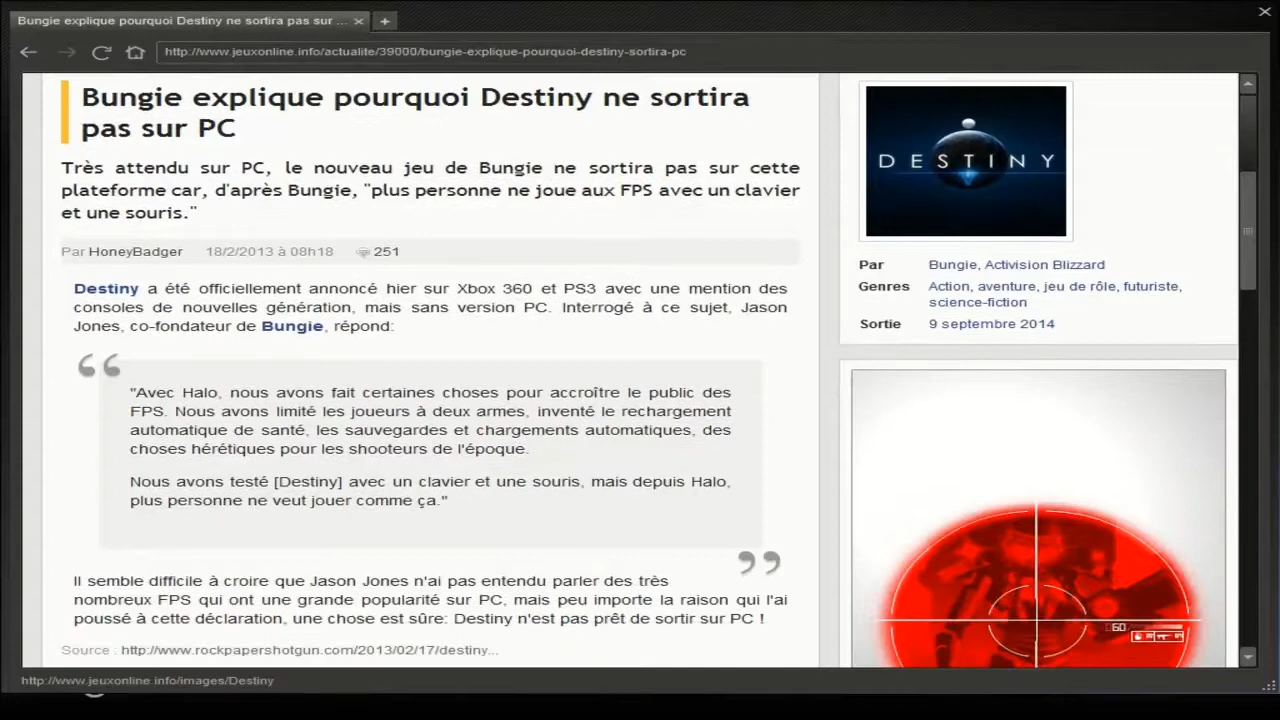 Bungie explique pourquoi Destiny ne sortira pas sur ...
http://www.jeuxonline.info/actualite/39000/bungie-explique-pourquoi-destiny-sortira-pc
Bungie explique pourquoi Destiny ne sortira
pas sur PC
Très attendu sur PC, le nouveau jeu de Bungie ne sortira pas sur cette
plateforme car, d'après Bungie, "plus personne ne joue aux FPS avec un clavier
et une souris."
Par HoneyBadger 18/2/2013 à 08h18 251
Destiny a été officiellement annoncé hier sur Xbox 360 et PS3 avec une mention des
consoles de nouvelles génération, mais sans version PC. Interrogé à ce sujet, Jason
Jones, co-fondateur de Bungie, répond:
"Avec Halo, nous avons fait certaines choses pour accroître le public des
FPS. Nous avons limité les joueurs à deux armes, inventé le rechargement
automatique de santé, les sauvegardes et chargements automatiques, des
choses hérétiques pour les shooteurs de l'époque.
Nous avons testé [Destiny] avec un clavier et une souris, mais depuis Halo,
plus personne ne veut jouer comme ça."
Il semble difficile à croire que Jason Jones n'ai pas entendu parler des très
nombreux FPS qui ont une grande popularité sur PC, mais peu importe la raison qui l'ai
poussé à cette déclaration, une chose est sûre: Destiny n'est pas prêt de sortir sur PC !
Source : http://www.rockpapershotgun.com/2013/02/17/destiny...
DESTINY
Par Bungie, Activision Blizzard
Genres Action, aventure, jeu de rôle, futuriste,
science-fiction
Sortie 9 septembre 2014
60
http://www.jeuxonline.info/images/Destiny